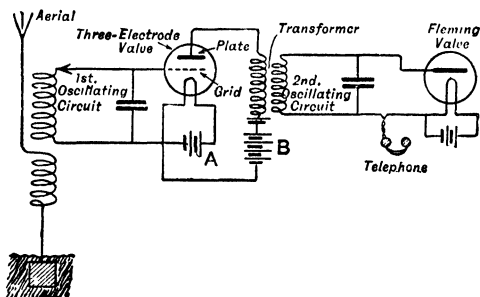 Aerial
Three-Electrode
Valve
Plate
Grid
1st.
Oscillating
Circuit
A
B
Transformer
2nd.
Oscillating
Circuit
Telephone
Fleming
Valve